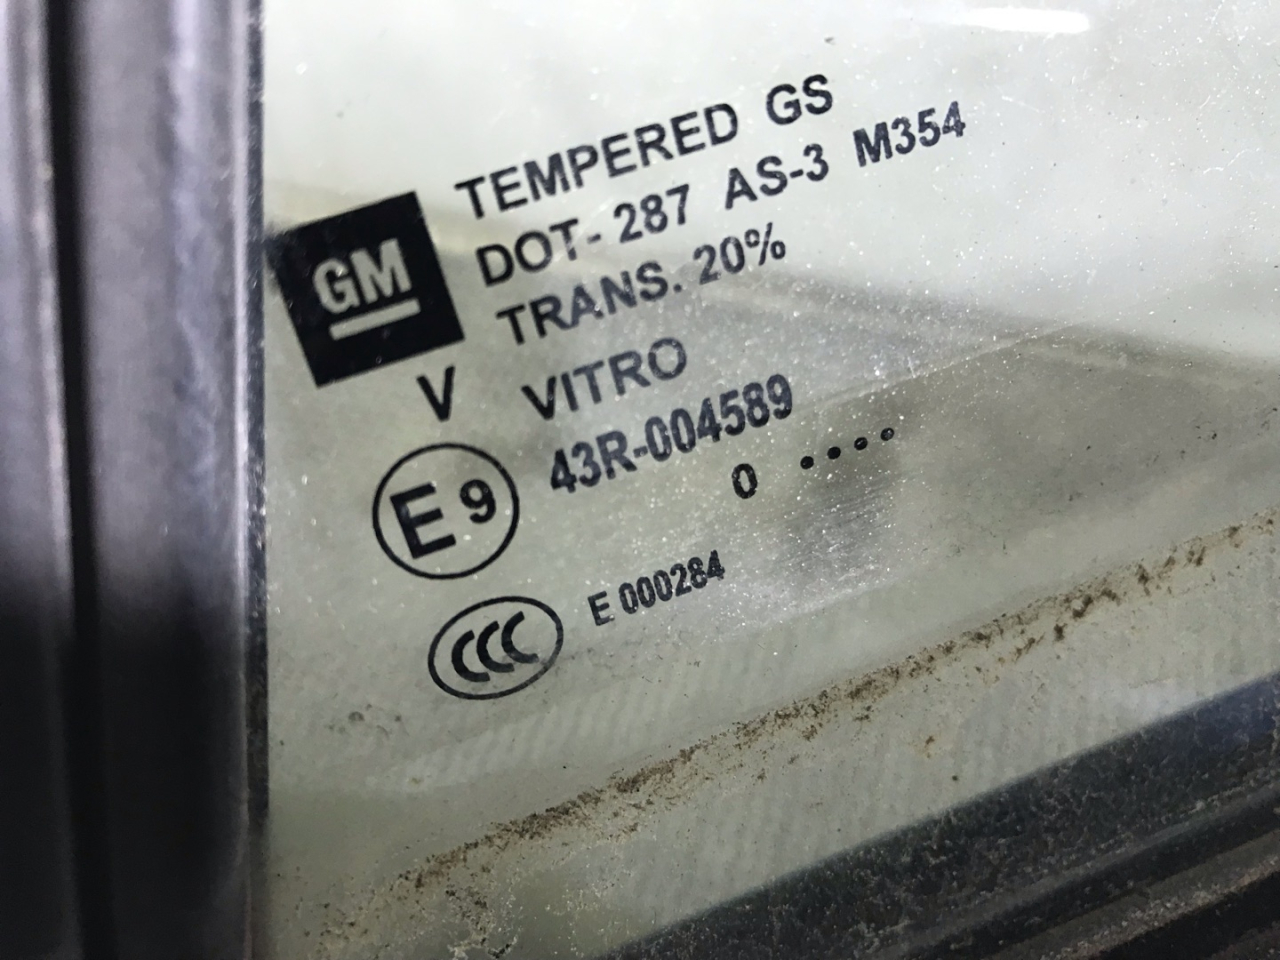 TEMPERED GS
GM
DOT-287 AS-3 M354
TRANS. 20%
V VITRO
E9 43R-004589
0 ....
CCC E 000284